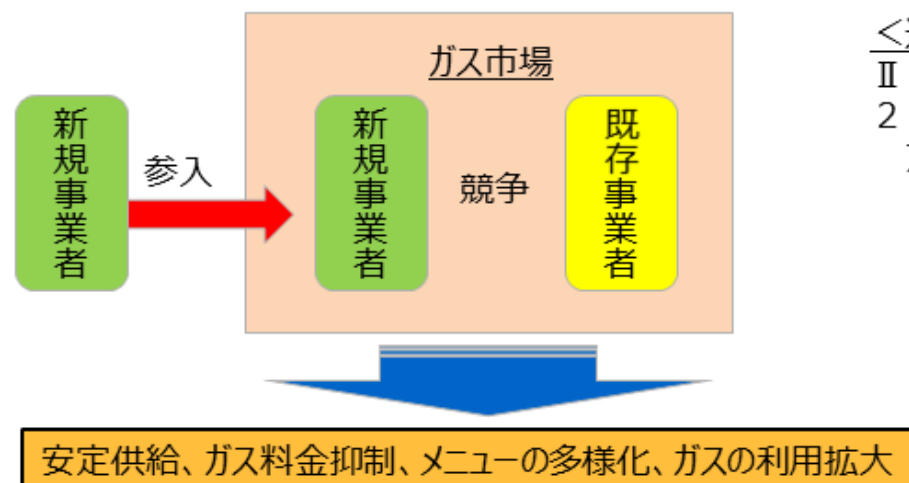 ガス市場
新規事業者
参入
新規事業者
競争
既存事業者
Ⅱ
２
安定供給、ガス料金抑制、メニューの多様化、ガスの利用拡大